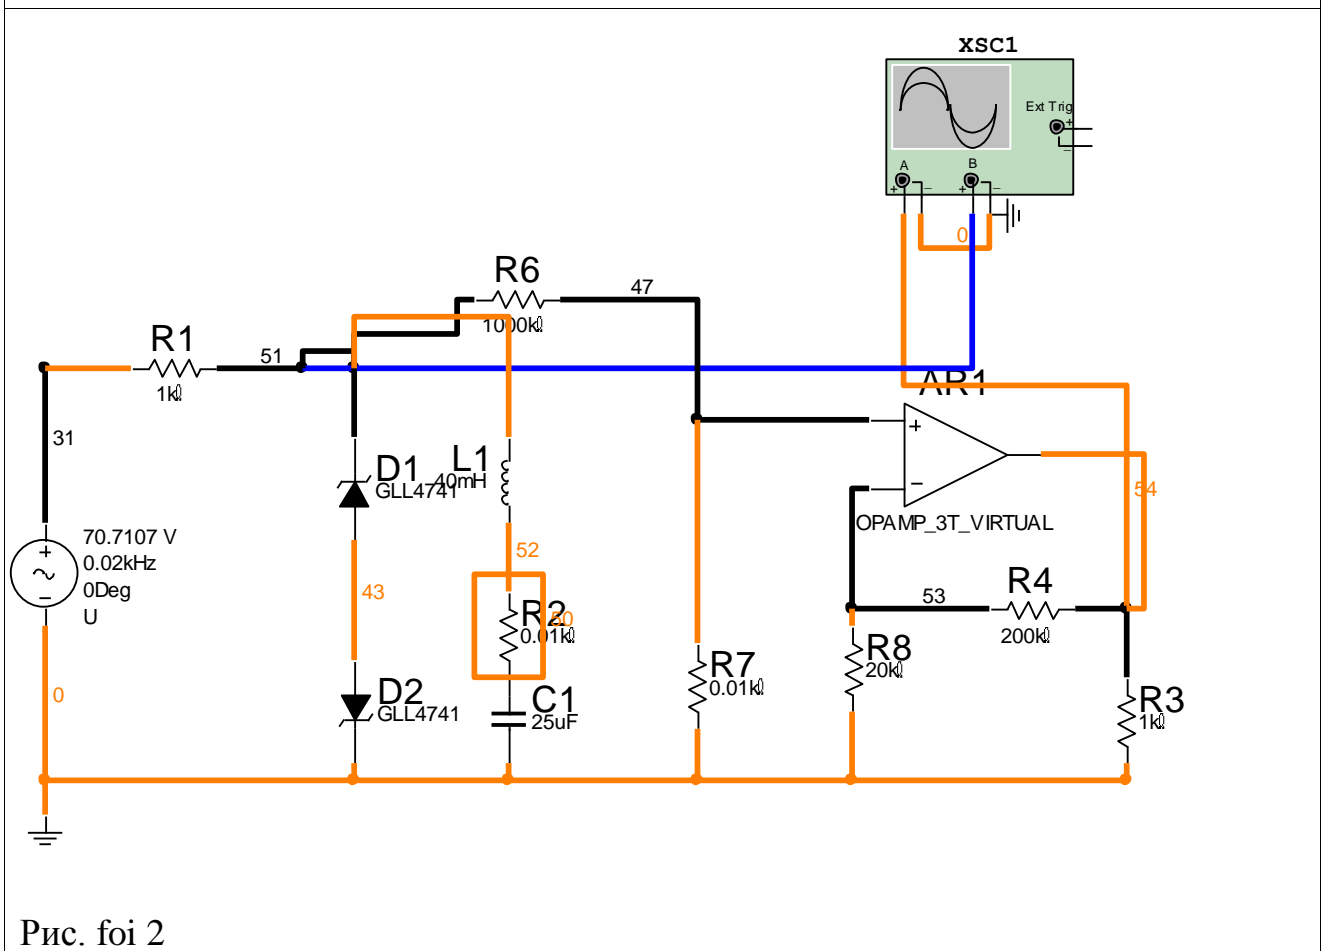 XSC1
Ext Trig
+
−
A
B
+
−
+
−
0
R6
1000kΩ
47
R1
1kΩ
51
AR1
+
−
OPAMP_3T_VIRTUAL
54
31
D1
GLL4741
L1
40mH
52
+
−
70.7107 V
0.02kHz
0Deg
U
43
R2
0.01kΩ
50
53
R4
200kΩ
R8
20kΩ
R7
0.01kΩ
0
D2
GLL4741
C1
25uF
R3
1kΩ
Рис. foi 2